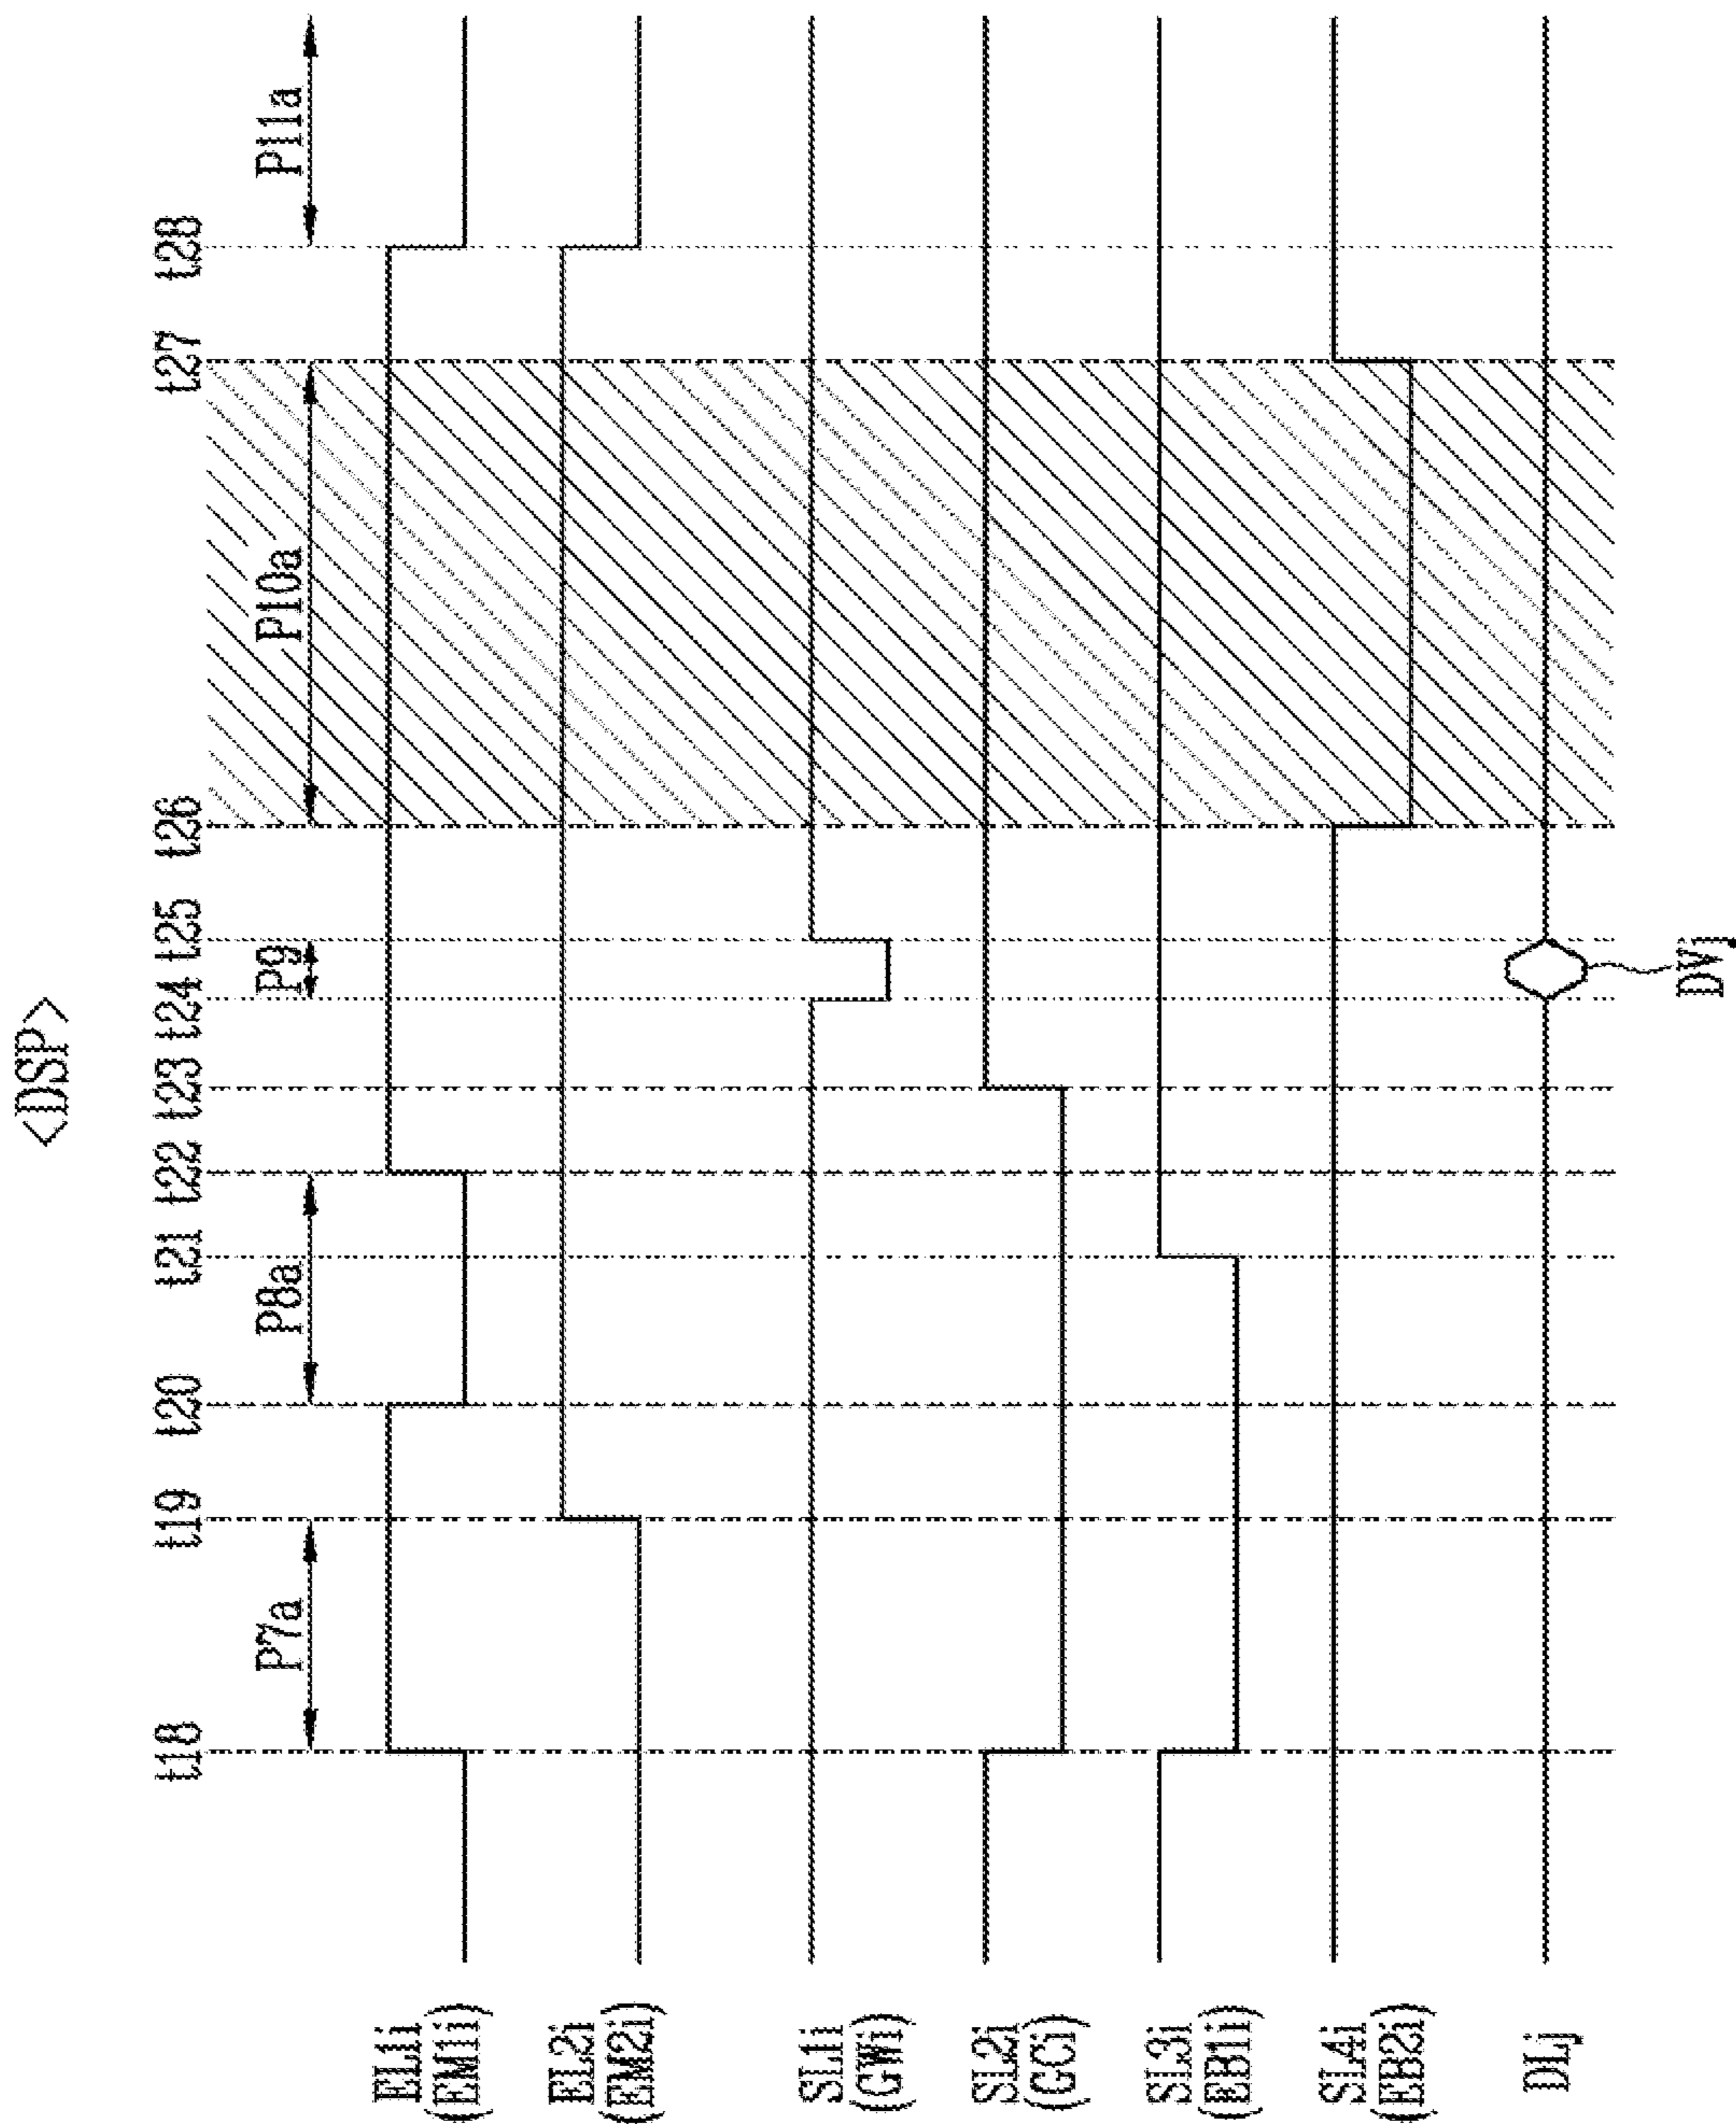 <DSP>
t18 t19 t20 t21 t22 t23 t24 t25 t26 t27 t28
P7a P8a P9 P10a P11a
EL1i
(EM1i)
EL2i
(EM2i)
SL1i
(GWi)
SL2i
(GCi)
SL3i
(EB1i)
SL4i
(EB2i)
DLj
DVj